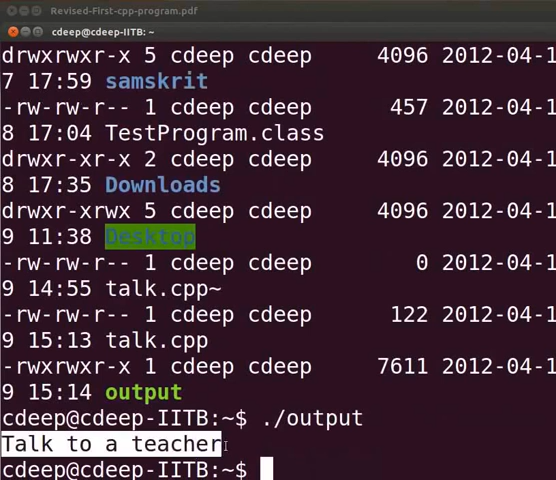 Revised-First-cpp-program.pdf
cdeep@cdeep-IITB: ~
drwxrwxr-x 5 cdeep cdeep 4096 2012-04-1
7 17:59 samskrit
-rw-rw-r-- 1 cdeep cdeep 457 2012-04-1
8 17:04 TestProgram.class
drwxrwxr-x 2 cdeep cdeep 4096 2012-04-1
8 17:35 Downloads
drwxr-xrwx 5 cdeep cdeep 4096 2012-04-1
9 11:38 Desktop
-rw-rw-r-- 1 cdeep cdeep 0 2012-04-1
9 14:55 talk.cpp~
-rw-rw-r-- 1 cdeep cdeep 122 2012-04-1
9 15:13 talk.cpp
-rwxrwxr-x 1 cdeep cdeep 7611 2012-04-1
9 15:14 output
cdeep@cdeep-IITB:~$ ./output
Talk to a teacher
cdeep@cdeep-IITB:~$